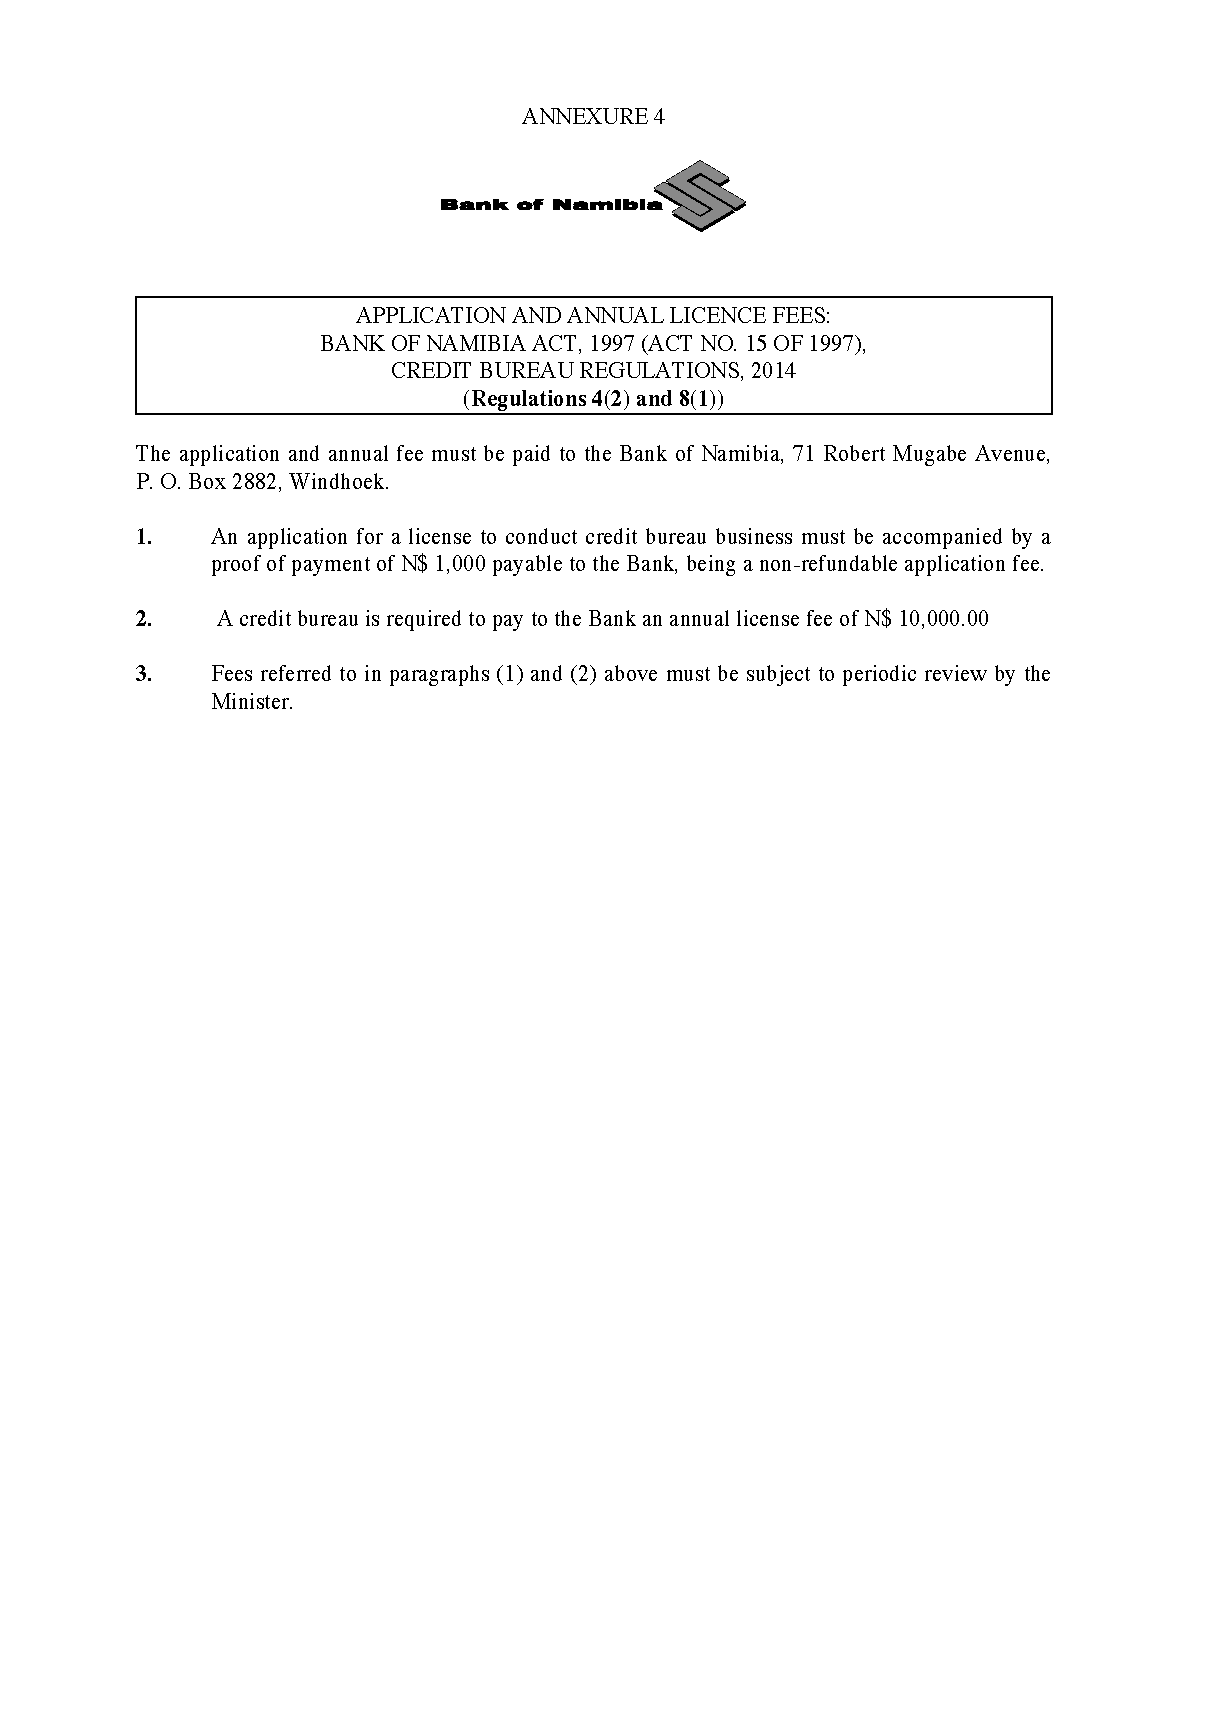 ANNEXURE 4
Bank of Namibia
APPLICATION AND ANNUAL LICENCE FEES:
BANK OF NAMIBIA ACT, 1997 (ACT NO. 15 OF 1997),
CREDIT BUREAU REGULATIONS, 2014
(Regulations 4(2) and 8(1))
The application and annual fee must be paid to the Bank of Namibia, 71 Robert Mugabe Avenue,
P. O. Box 2882, Windhoek.
1. An application for a license to conduct credit bureau business must be accompanied by a
proof of payment of N$ 1,000 payable to the Bank, being a non-refundable application fee.
2. A credit bureau is required to pay to the Bank an annual license fee of N$ 10,000.00
3. Fees referred to in paragraphs (1) and (2) above must be subject to periodic review by the
Minister.